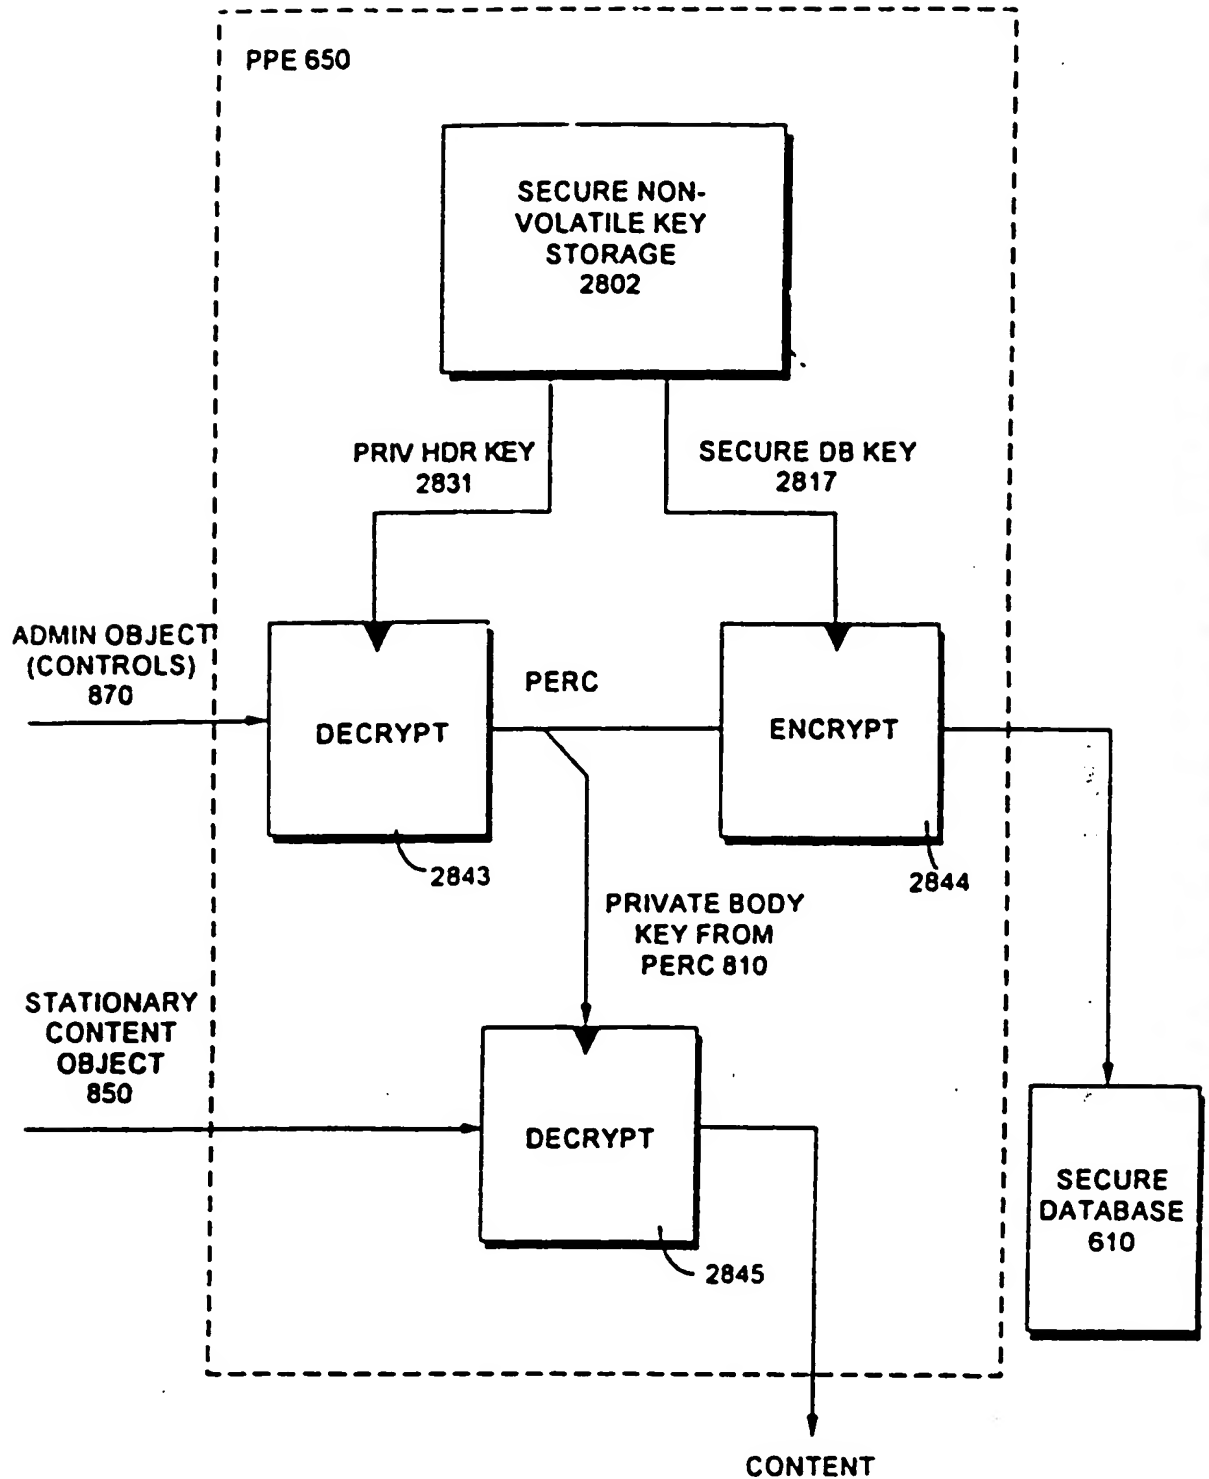 PPE 650
SECURE NON-
VOLATILE KEY
STORAGE
2802
PRIV HDR KEY
2831
SECURE DB KEY
2817
ADMIN OBJECT
(CONTROLS)
870
DECRYPT
PERC
ENCRYPT
2843
2844
PRIVATE BODY
KEY FROM
PERC 810
STATIONARY
CONTENT
OBJECT
850
DECRYPT
2845
SECURE
DATABASE
610
CONTENT